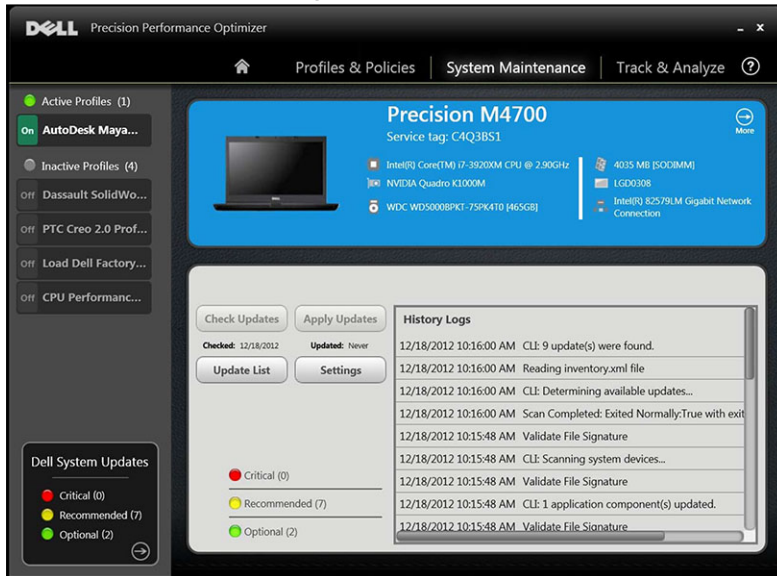 DELL Precision Performance Optimizer
Profiles & Policies
System Maintenance
Track & Analyze
?
Active Profiles (1)
On AutoDesk Maya...
Inactive Profiles (4)
Off Dassault SolidWo...
Off PTC Creo 2.0 Prof...
Off Load Dell Factory...
Off CPU Performanc...
Dell System Updates
Critical (0)
Recommended (7)
Optional (2)
Precision M4700
Service tag: C4Q3BS1
More
Intel(R) Core(TM) i7-3920XM CPU @ 2.90GHz
NVIDIA Quadro K1000M
WDC WD5000BPKT-75PK4T0 [465GB]
4035 MB [SODIMM]
LGD0308
Intel(R) 82579LM Gigabit Network
Connection
Check Updates
Apply Updates
Checked: 12/18/2012
Updated: Never
Update List
Settings
Critical (0)
Recommended (7)
Optional (2)
History Logs
12/18/2012 10:16:00 AM CLI: 9 update(s) were found.
12/18/2012 10:16:00 AM Reading inventory.xml file
12/18/2012 10:16:00 AM CLI: Determining available updates...
12/18/2012 10:16:00 AM Scan Completed: Exited Normally:True with exit
12/18/2012 10:15:48 AM Validate File Signature
12/18/2012 10:15:48 AM CLI: Scanning system devices...
12/18/2012 10:15:48 AM Validate File Signature
12/18/2012 10:15:48 AM CLI: 1 application component(s) updated.
12/18/2012 10:15:48 AM Validate File Signature